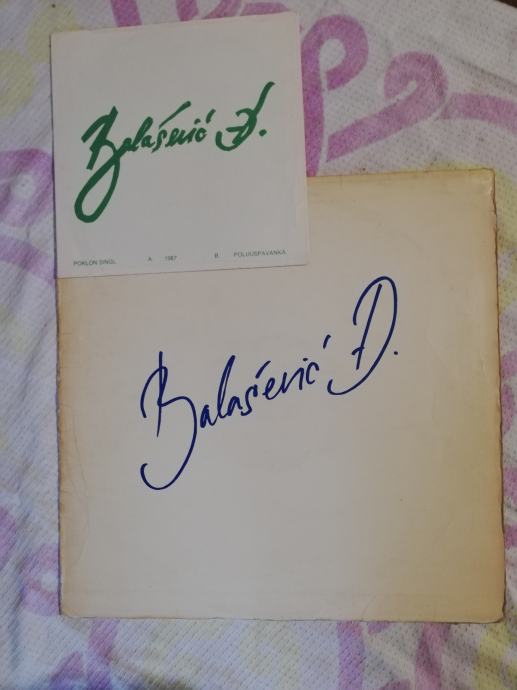 Balašević Đ.
POKLON SINGL A. 1987 B. POLUUSPAVANKA
Balašević Đ.